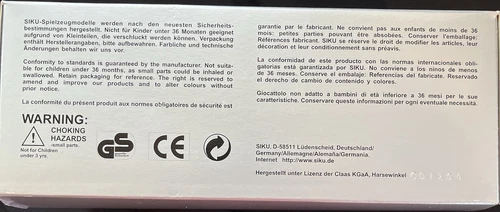 SIKU-Spielzeugmodelle werden nach den neuesten Sicherheits-
bestimmungen hergestellt. Nicht für Kinder unter 36 Monaten geeignet
aufgrund von Kleinteilen, die verschluckt werden können. Verpackung
enthält Herstellerangaben, bitte aufbewahren. Farbliche und technische
Änderungen behalten wir uns vor.
Conformity to standards is guaranteed by the manufacturer. Not suita-
ble for children under 36 months, as small parts could be inhaled or
swallowed. Retain packaging for reference. The right is reserved to
amend and improve our products and to alter colours without
prior notice.
La conformité du présent produit aux normes obligatoires de sécurité est
garantie par le fabricant. Ne convient pas aux enfants de moins de 36
mois: petites parties pouvant être absorbées. Conserver l'emballage:
Références fabricant. SIKU se réserve le droit de modifier les articles, leur
décoration et leur conditionnement sans préavis.
La conformidad de este producto con las normas internacionales obli-
gatorias está garantizada por SIKU. No conviene a los ninos de menos
de 36 meses. Conserve el embalaje: Referencias del fabricante. Reservado
el derecho de cambio de contenido y colores.
Giocattolo non adatto a bambini di età inferiore a 36 mesi per le sue
caratteristiche. Conservare queste informazioni per ogni eventuale necessità.
WARNING:
CHOKING
HAZARDS
-small parts.
Not for Children
under 3 yrs.
GS
CE
SIKU, D-58511 Lüdenscheid, Deutschland/
Germany/Allemagne/Alemaña/Germania.
Internet http://www.siku.de
Hergestellt unter Lizenz der Claas KGaA, Harsewinkel